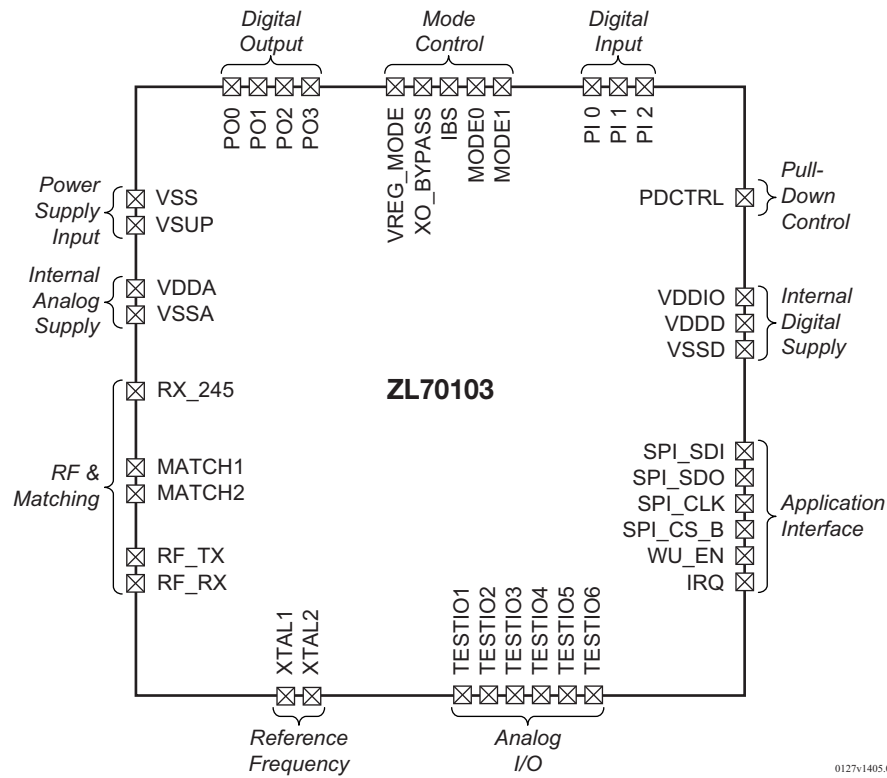 Digital
Output
Mode
Control
Digital
Input
PO0
PO1
PO2
PO3
VREG_MODE
XO_BYPASS
IBS
MODE0
MODE1
PI 0
PI 1
PI 2
Power
Supply
Input
VSS
VSUP
Internal
Analog
Supply
VDDA
VSSA
RF &
Matching
RX_245
MATCH1
MATCH2
RF_TX
RF_RX
ZL70103
PDCTRL
Pull-
Down
Control
VDDIO
VDDD
VSSD
Internal
Digital
Supply
SPI_SDI
SPI_SDO
SPI_CLK
SPI_CS_B
WU_EN
IRQ
Application
Interface
XTAL1
XTAL2
Reference
Frequency
TESTIO1
TESTIO2
TESTIO3
TESTIO4
TESTIO5
TESTIO6
Analog
I/O